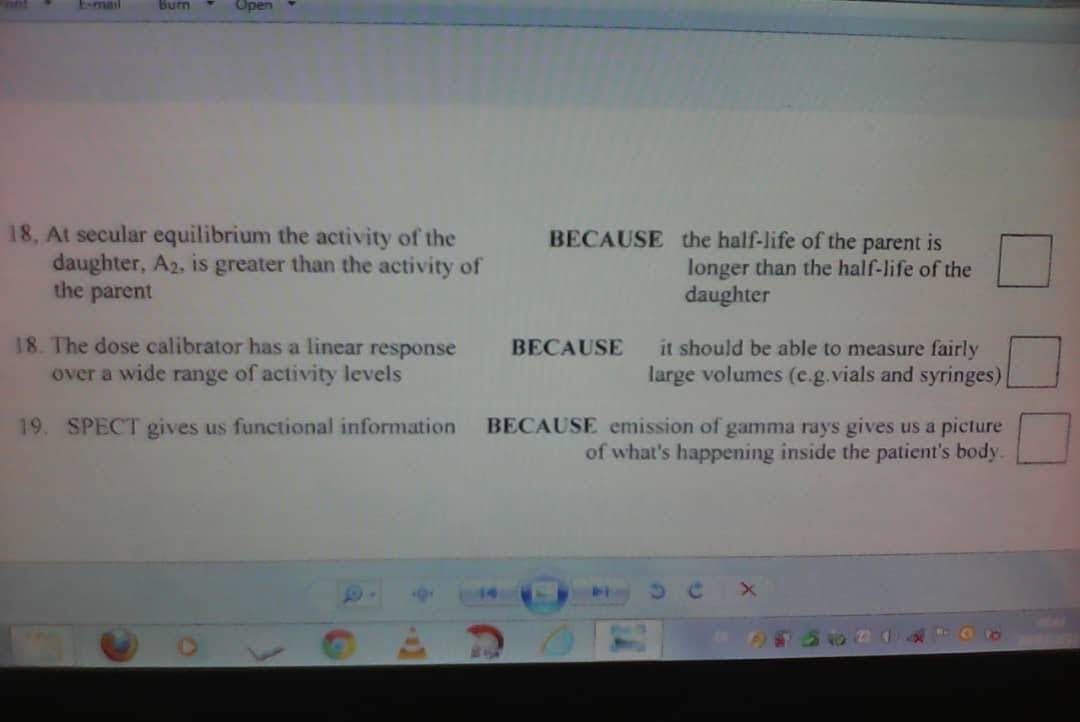 E-mail Burn Open
18, At secular equilibrium the activity of the BECAUSE the half-life of the parent is
daughter, A2, is greater than the activity of longer than the half-life of the
the parent daughter
18. The dose calibrator has a linear response BECAUSE it should be able to measure fairly
over a wide range of activity levels large volumes (e.g.vials and syringes)
19. SPECT gives us functional information BECAUSE emission of gamma rays gives us a picture
of what's happening inside the patient's body.